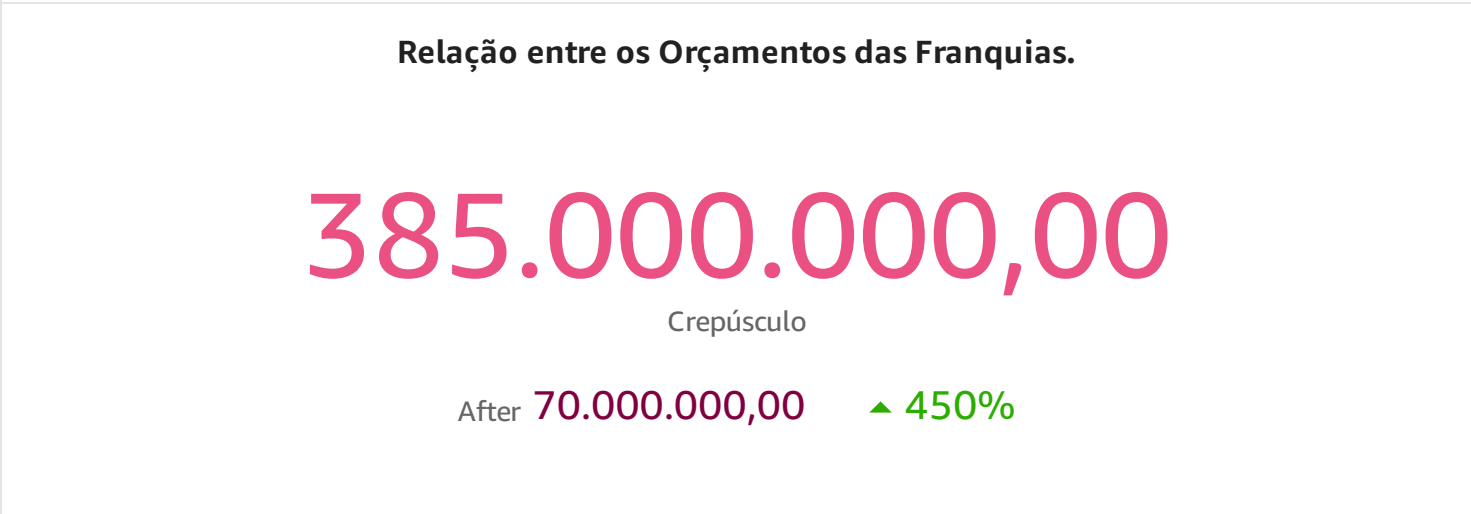 Relação entre os Orçamentos das Franquias.
385.000.000,00
Crepúsculo
After 70.000.000,00 450%